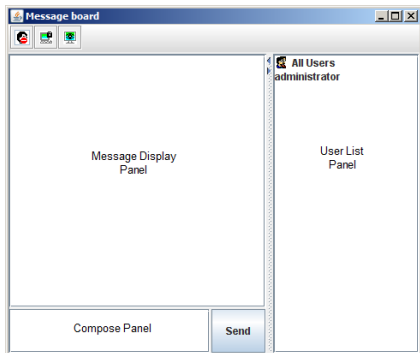 Message board
All Users
administrator
Message Display
Panel
User List
Panel
Compose Panel
Send